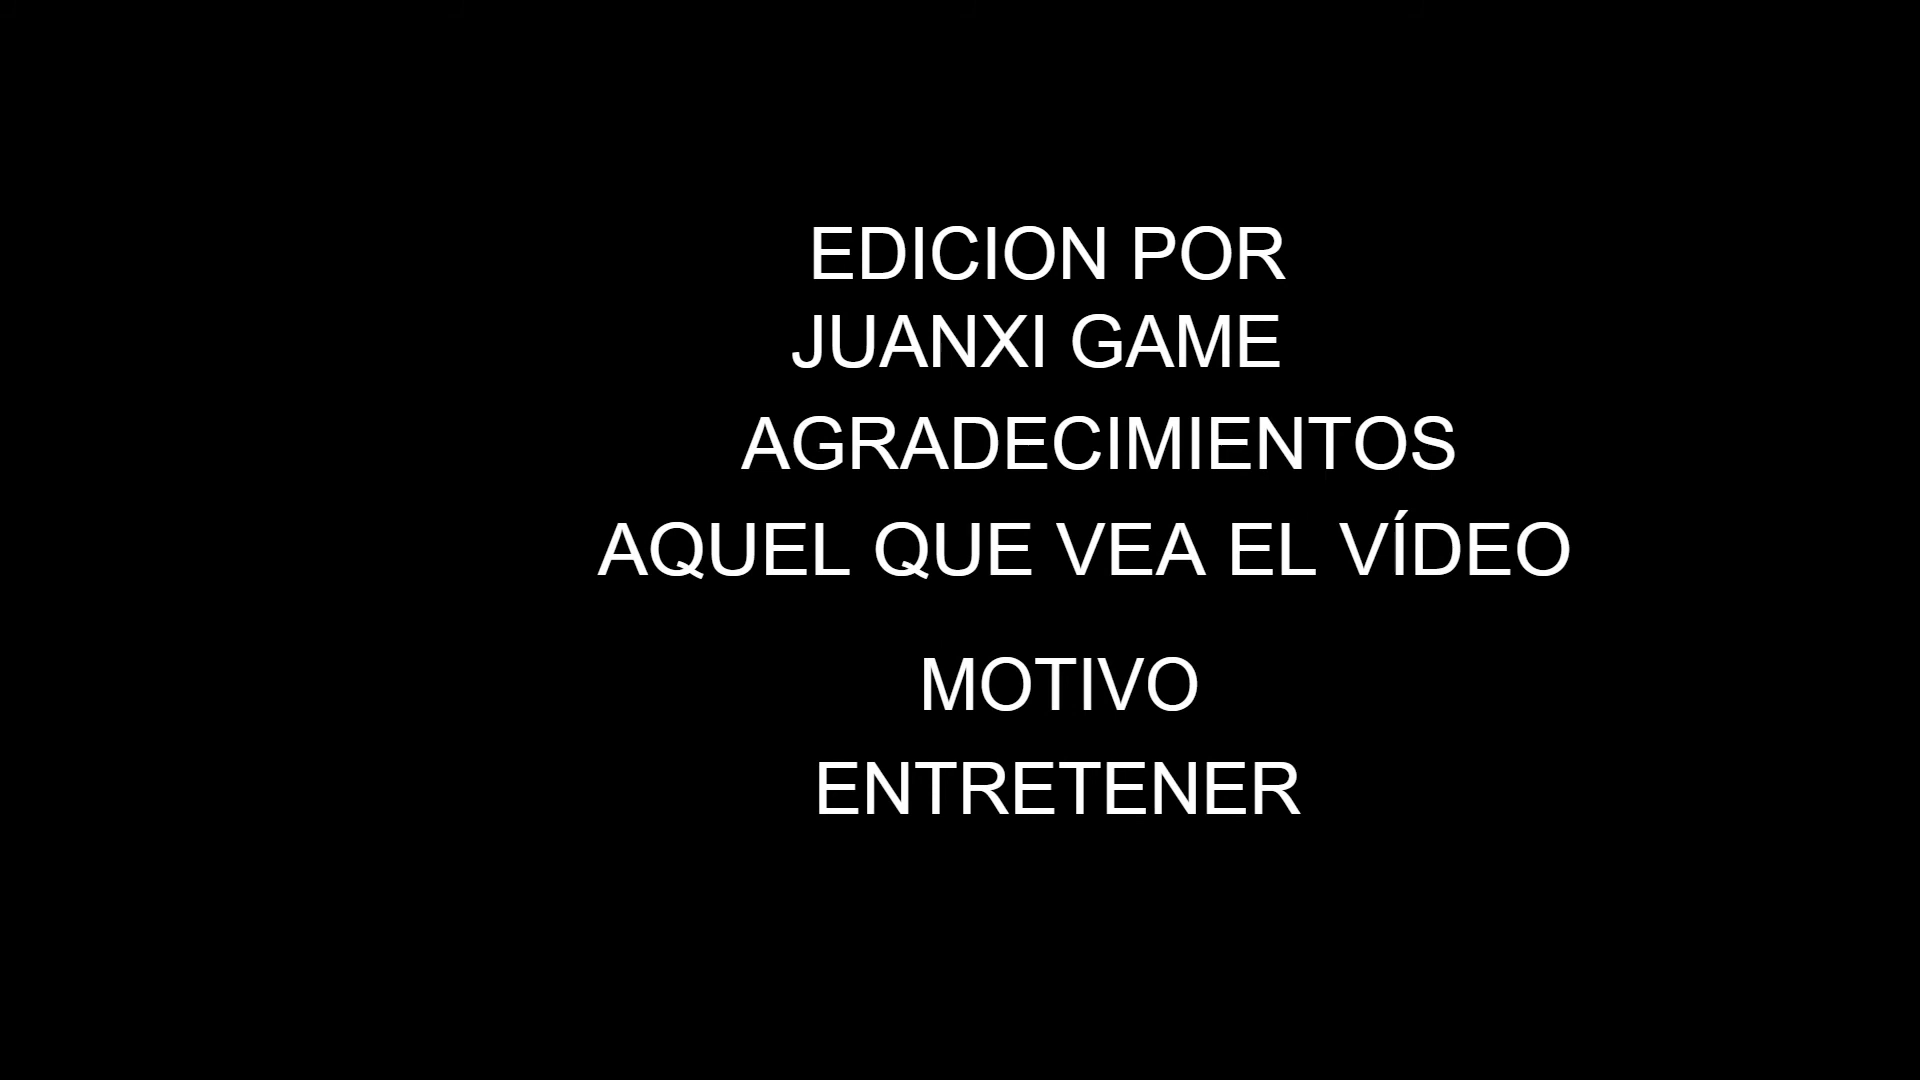 EDICION POR
JUANXI GAME
AGRADECIMIENTOS
AQUEL QUE VEA EL VÍDEO
MOTIVO
ENTRETENER